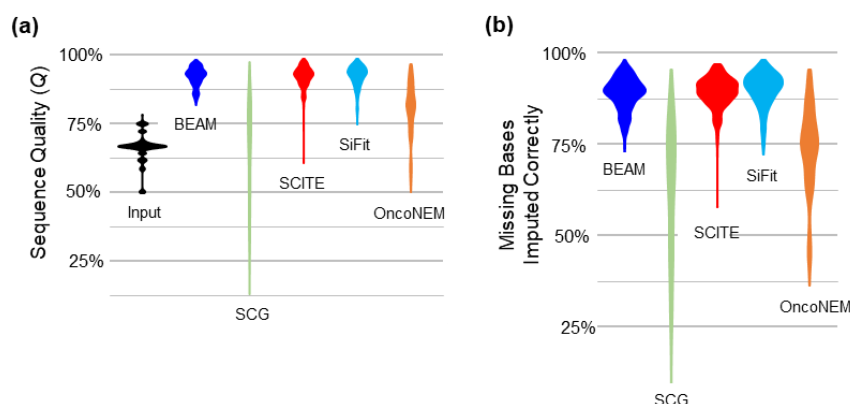 (a)
Sequence Quality (Q)
100%
75%
50%
25%
Input
BEAM
SCG
SCITE
SiFit
OncoNEM
(b)
Missing Bases
Imputed Correctly
100%
75%
50%
25%
BEAM
SCG
SCITE
SiFit
OncoNEM